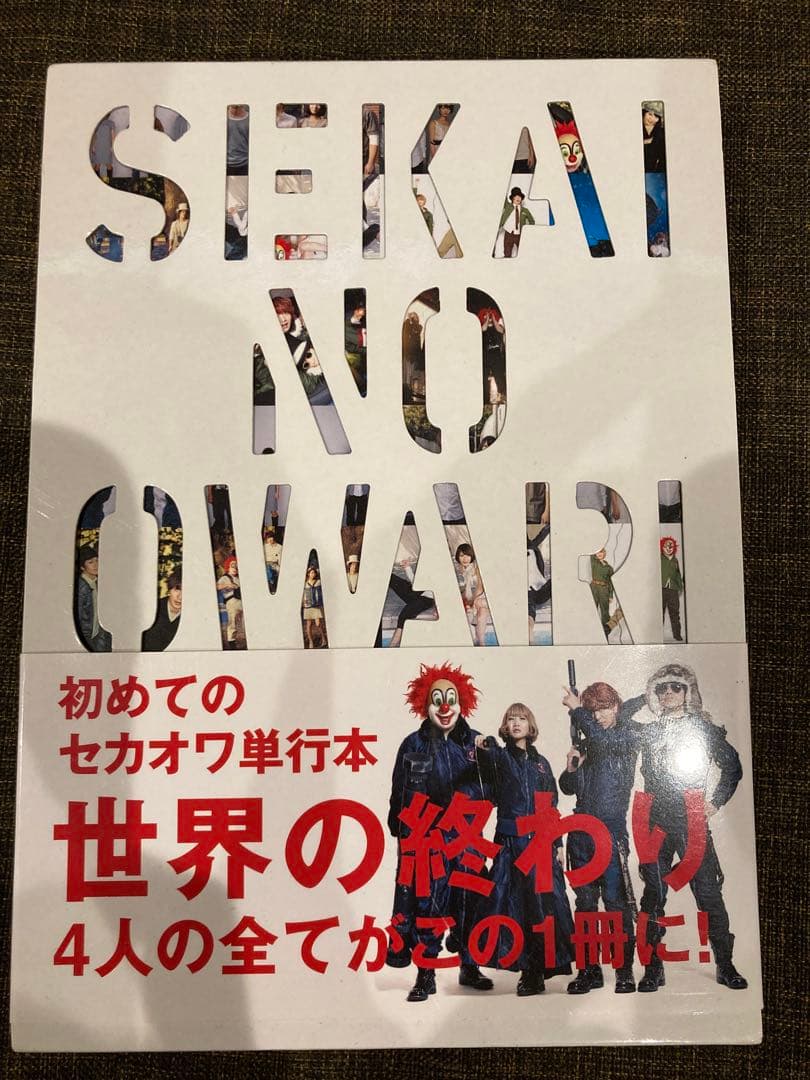 SEKAI
NO
OWARI
初めての
セカオワ単行本
世界の終わり
4人の全てがこの1冊に!